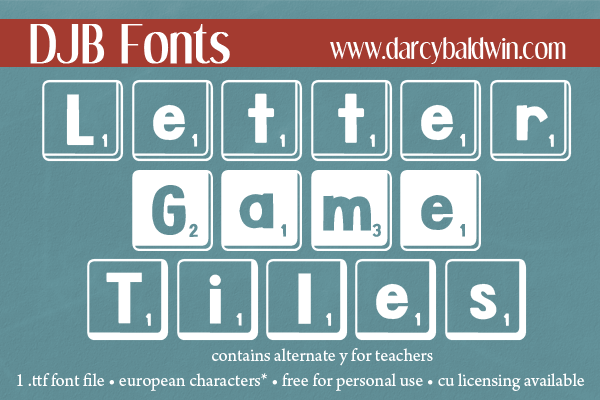 DJB Fonts www.darcybaldwin.com
L1 e1 t1 t1 e1 r1
G2 a1 m3 e1
T1 i1 l1 e1 s1
contains alternate y for teachers
1 .ttf font file • european characters* • free for personal use • cu licensing available